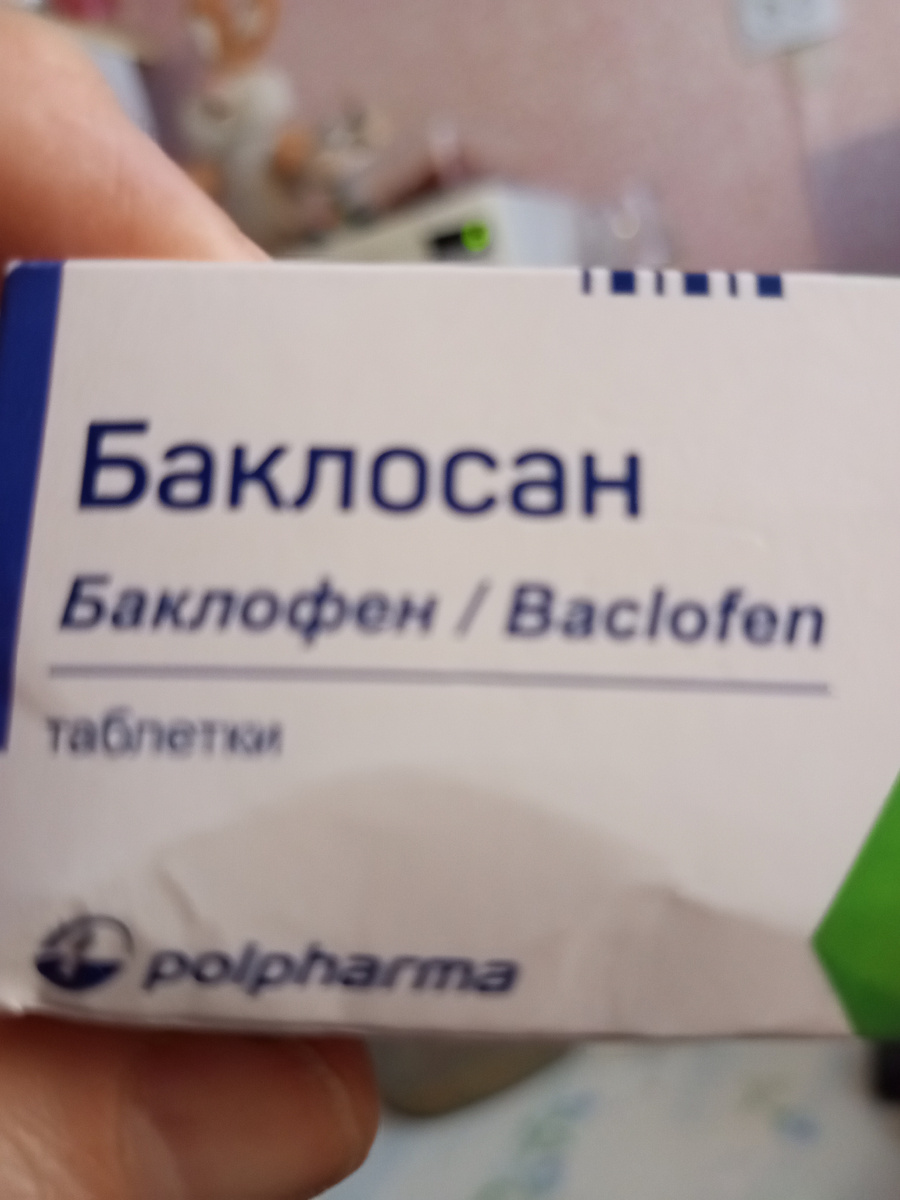 Баклосан
Баклофен / Baclofen
таблетки
polpharma